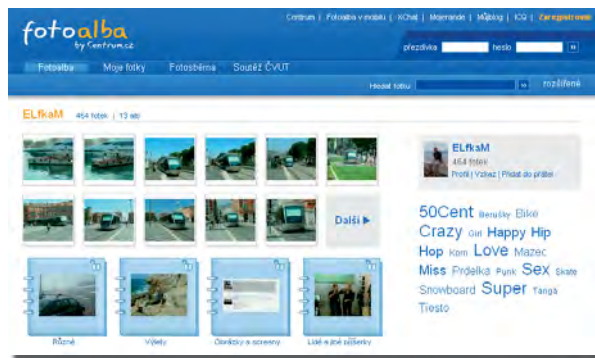 Centrum | Fotoalba v mobilu | XChat | Můjblog | ICQ | Zaregistrovat
fotoalba
by Centrum.cz
přezdívka heslo
Fotoalba Moje fotky Fotosběrna Soutěž ČVUT
Hledat fotku rozšířené
ELfkaM 464 fotek | 13 alb
ELfkaM
464 fotek
Profil | Vzkaz | Přidat do přátel
Další
50Cent Berušky Bike
Crazy Girl Happy Hip
Hop Kam Love Mazec
Miss Prdelka Punk Sex Skate
Snowboard Super Tanga
Tiesto
Různé Výlety Obrázky a screeny